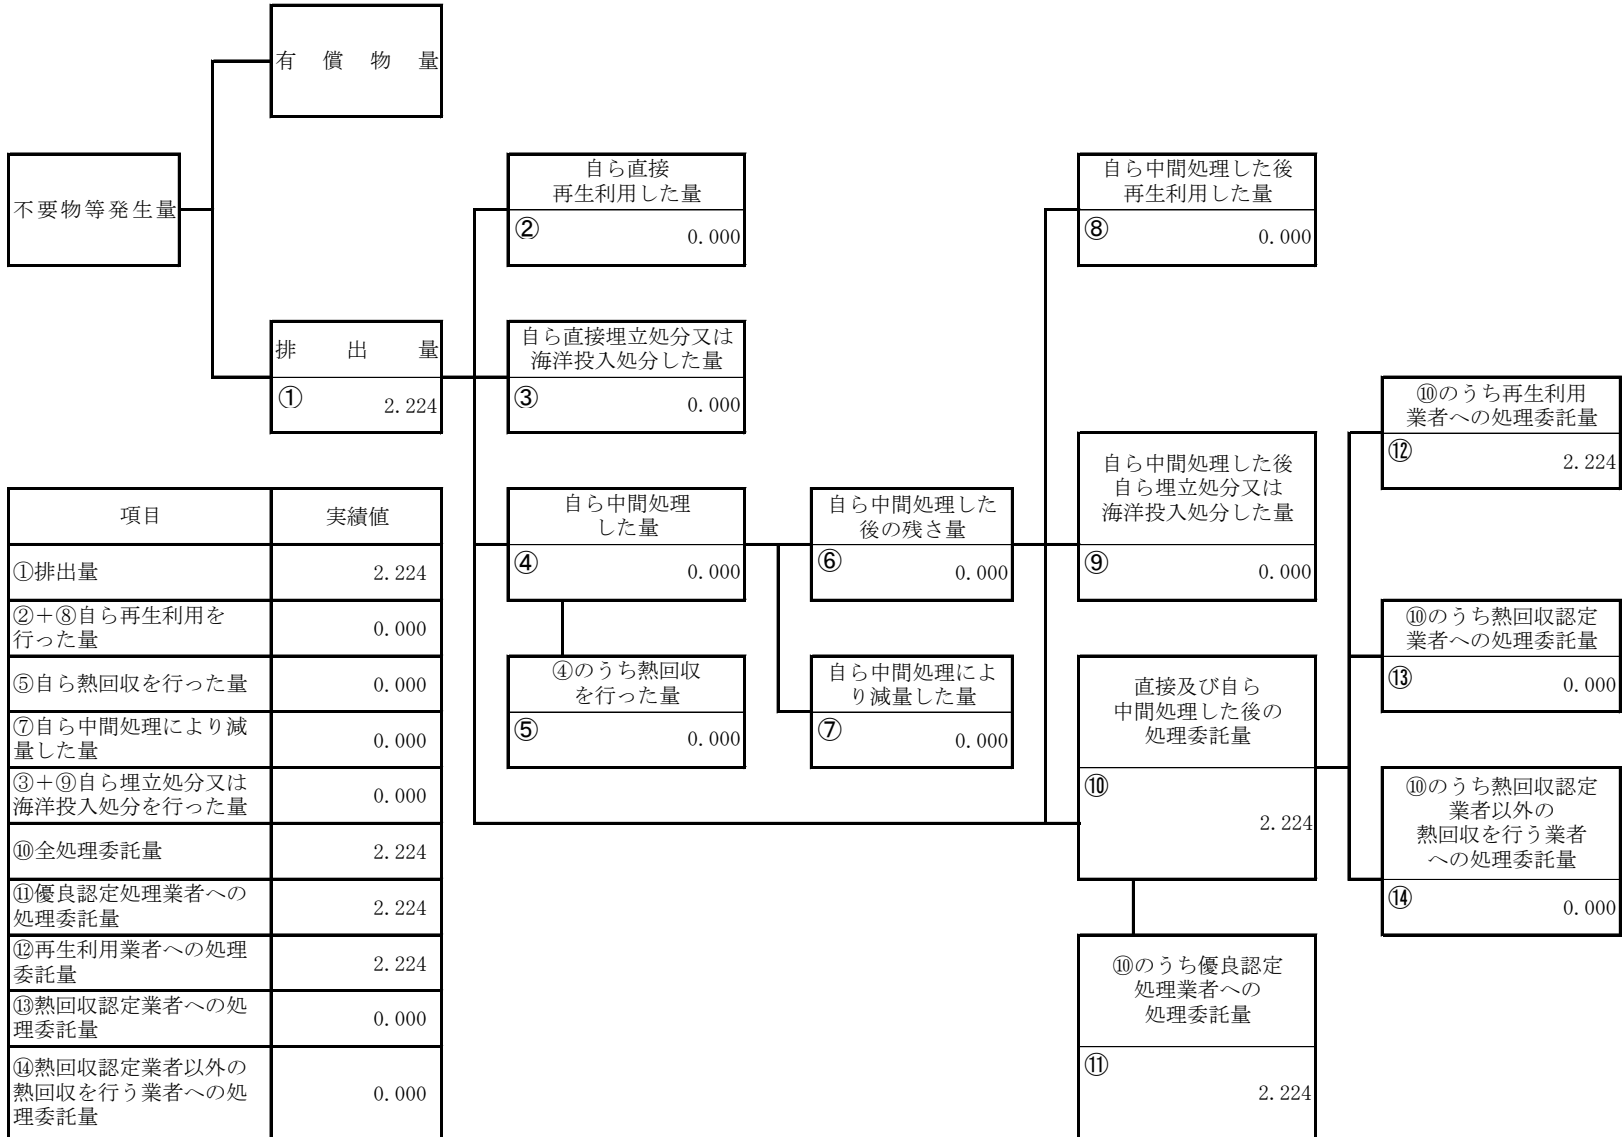 有償物量
不要物等発生量
排出量
① 2.224
自ら直接
再生利用した量
② 0.000
自ら直接埋立処分又は
海洋投入処分した量
③ 0.000
自ら中間処理
した量
④ 0.000
④のうち熱回収
を行った量
⑤ 0.000
自ら中間処理した
後の残さ量
⑥ 0.000
自ら中間処理によ
り減量した量
⑦ 0.000
自ら中間処理した後
再生利用した量
⑧ 0.000
自ら中間処理した後
自ら埋立処分又は
海洋投入処分した量
⑨ 0.000
直接及び自ら
中間処理した後の
処理委託量
⑩
2.224
⑩のうち優良認定
処理業者への
処理委託量
⑪
2.224
⑩のうち再生利用
業者への処理委託量
⑫ 2.224
⑩のうち熱回収認定
業者への処理委託量
⑬ 0.000
⑩のうち熱回収認定
業者以外の
熱回収を行う業者
への処理委託量
⑭ 0.000
項目 実績値
①排出量 2.224
②+⑧自ら再生利用を
行った量 0.000
⑤自ら熱回収を行った量 0.000
⑦自ら中間処理により減
量した量 0.000
③+⑨自ら埋立処分又は
海洋投入処分を行った量 0.000
⑩全処理委託量 2.224
⑪優良認定処理業者への
処理委託量 2.224
⑫再生利用業者への処理
委託量 2.224
⑬熱回収認定業者への処
理委託量 0.000
⑭熱回収認定業者以外の
熱回収を行う業者への処
理委託量 0.000